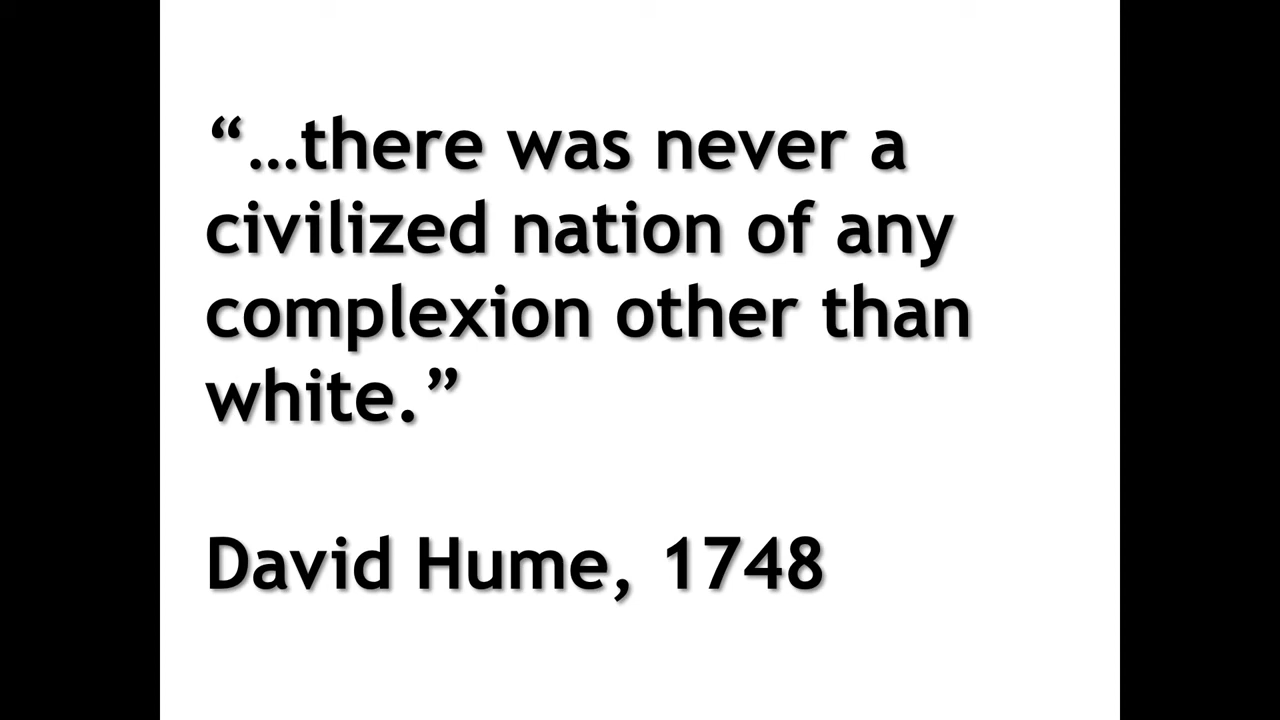 “…there was never a
civilized nation of any
complexion other than
white.”
David Hume, 1748